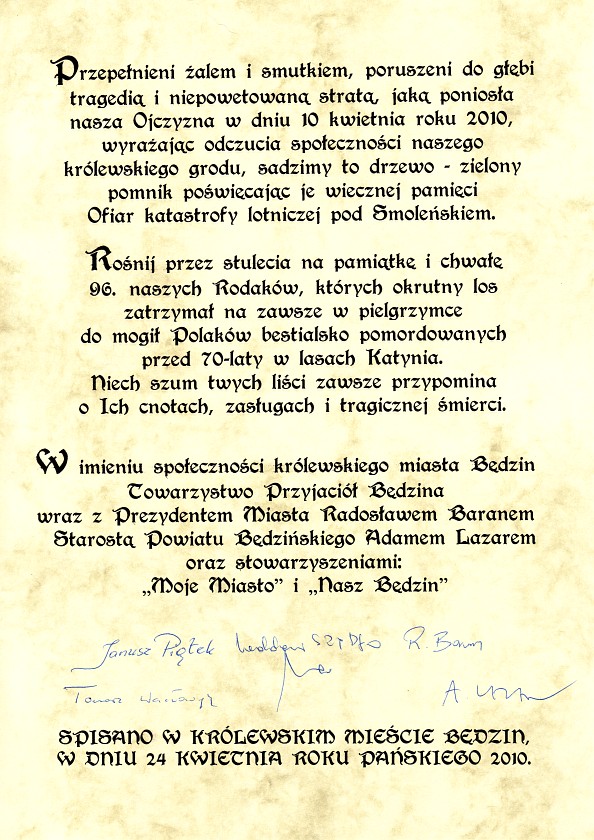 Przepełnieni żalem i smutkiem, poruszeni do głębi
tragedią i niepowetowaną stratą, jaką poniosła
nasza Ojczyzna w dniu 10 kwietnia roku 2010,
wyrażając odczucia społeczności naszego
królewskiego grodu, sadzimy to drzewo - zielony
pomnik poświęcając je wiecznej pamięci
Ofiar katastrofy lotniczej pod Smoleńskiem.
Rośnij przez stulecia na pamiątkę i chwałę
96. naszych Rodaków, których okrutny los
zatrzymał na zawsze w pielgrzymce
do mogił Polaków bestialsko pomordowanych
przed 70-laty w lasach Katynia.
Niech szum twych liści zawsze przypomina
o Ich cnotach, zasługach i tragicznej śmierci.
W imieniu społeczności królewskiego miasta Będzin
Towarzystwo Przyjaciół Będzina
wraz z Prezydentem Miasta Radosławem Baranem
Starostą Powiatu Będzińskiego Adamem Lazarem
oraz stowarzyszeniami:
„Moje Miasto” i „Nasz Będzin”
Janusz Piątek SZYDŁO R. Baran
Tomasz
SPISANO W KRÓLEWSKIM MIEŚCIE BĘDZIN,
W DNIU 24 KWIETNIA ROKU PAŃSKIEGO 2010.